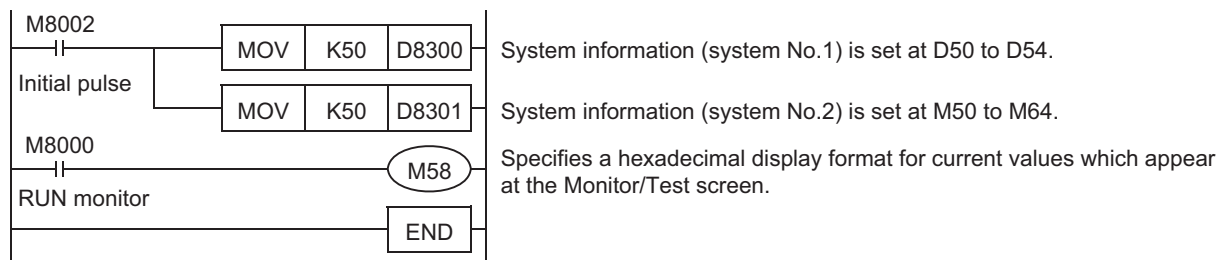 M8002
MOV K50 D8300 System information (system No.1) is set at D50 to D54.
Initial pulse
MOV K50 D8301 System information (system No.2) is set at M50 to M64.
M8000
M58 Specifies a hexadecimal display format for current values which appear
at the Monitor/Test screen.
RUN monitor
END